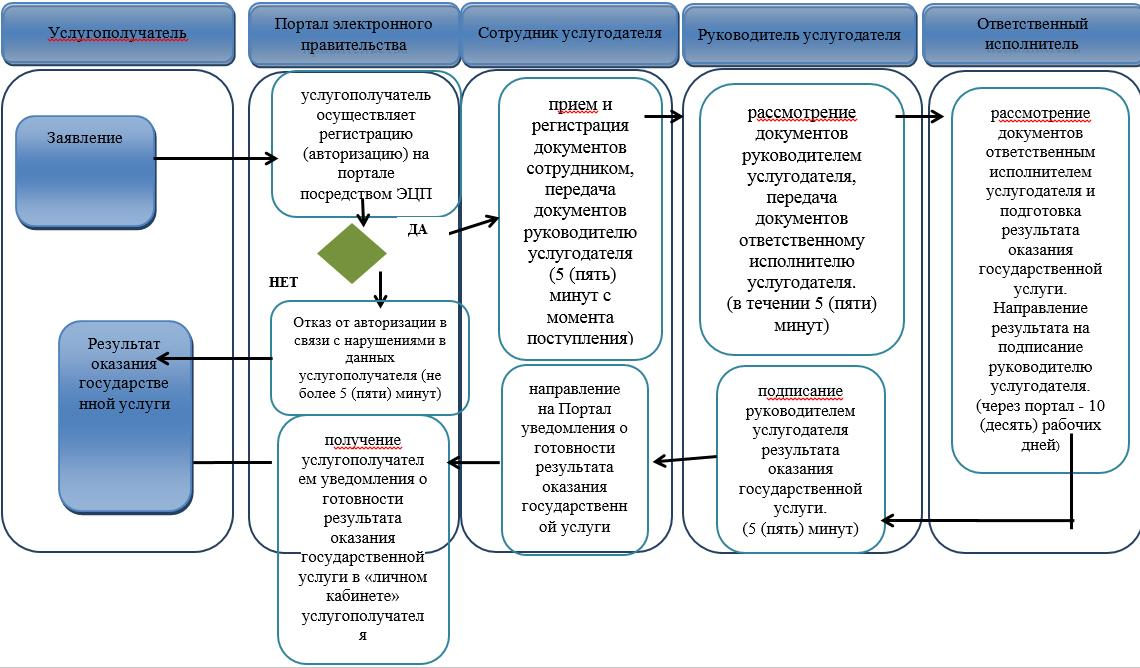 Услугополучатель
Портал электронного
правительства
Сотрудник услугодателя
Руководитель услугодателя
Ответственный
исполнитель
Заявление
услугополучатель
осуществляет
регистрацию
(авторизацию) на
портале
посредством ЭЦП
ДА
НЕТ
Отказ от авторизации в
связи с нарушениями в
данных
услугополучателя (не
более 5 (пяти) минут)
Результат
оказания
государстве
нной услуги
получение
услугополучател
ем уведомления о
готовности
результата
оказания
государственной
услуги в «личном
кабинете»
услугополучател
я
прием и
регистрация
документов
сотрудником,
передача
документов
руководителю
услугодателя
(5 (пять)
минут с
момента
поступления)
направление
на Портал
уведомления о
готовности
результата
оказания
государственн
ой услуги
рассмотрение
документов
руководителем
услугодателя,
передача
документов
ответственному
исполнителю
услугодателя.
(в течении 5 (пяти)
минут)
подписание
руководителем
услугодателя
результата
оказания
государственной
услуги.
(5 (пять) минут)
рассмотрение
документов
ответственным
исполнителем
услугодателя и
подготовка
результата
оказания
государственной
услуги.
Направление
результата на
подписание
руководителю
услугодателя.
(через портал - 10
(десять) рабочих
дней)